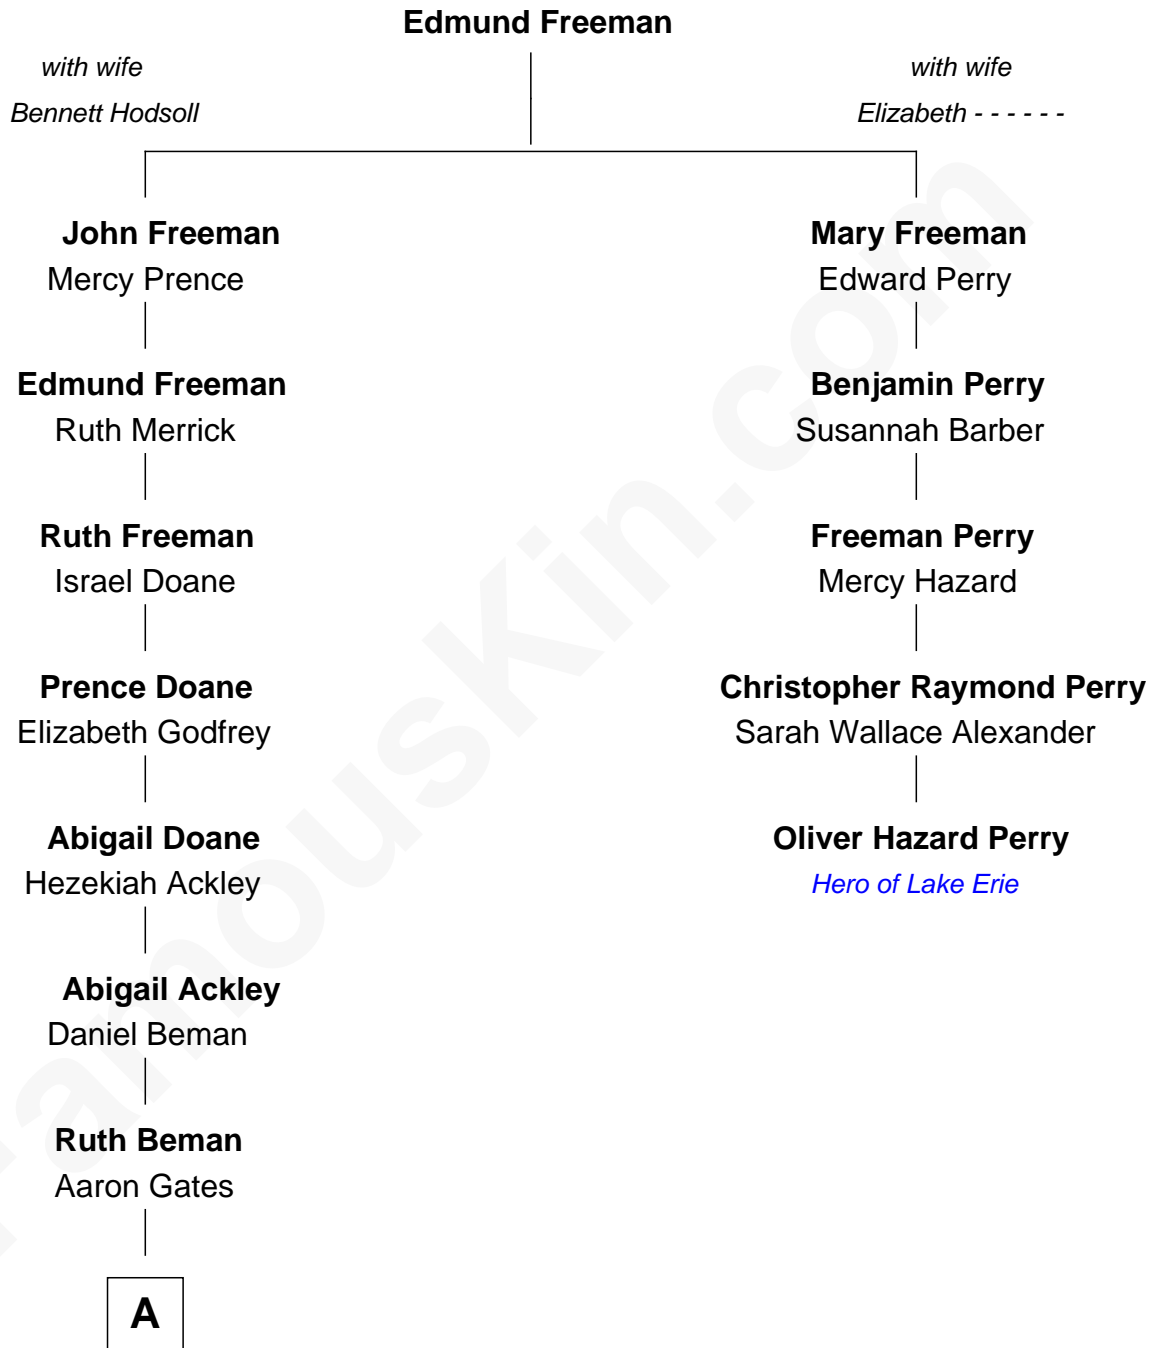 Edmund Freeman
with wife
Bennett Hodsoll
with wife
Elizabeth - - - - - -
John Freeman
Mercy Prence
Edmund Freeman
Ruth Merrick
Ruth Freeman
Israel Doane
Prence Doane
Elizabeth Godfrey
Abigail Doane
Hezekiah Ackley
Abigail Ackley
Daniel Beman
Ruth Beman
Aaron Gates
A
Mary Freeman
Edward Perry
Benjamin Perry
Susannah Barber
Freeman Perry
Mercy Hazard
Christopher Raymond Perry
Sarah Wallace Alexander
Oliver Hazard Perry
Hero of Lake Erie
FamousKin.com